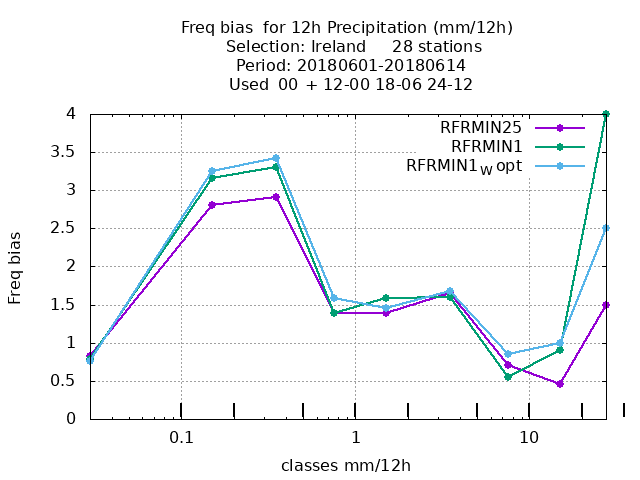 Freq bias for 12h Precipitation (mm/12h)
Selection: Ireland 28 stations
Period: 20180601-20180614
Used 00 + 12-00 18-06 24-12
RFRMIN25
RFRMIN1
RFRMIN1W opt
4
3.5
3
2.5
2
1.5
1
0.5
0
Freq bias
0.1 1 10
classes mm/12h